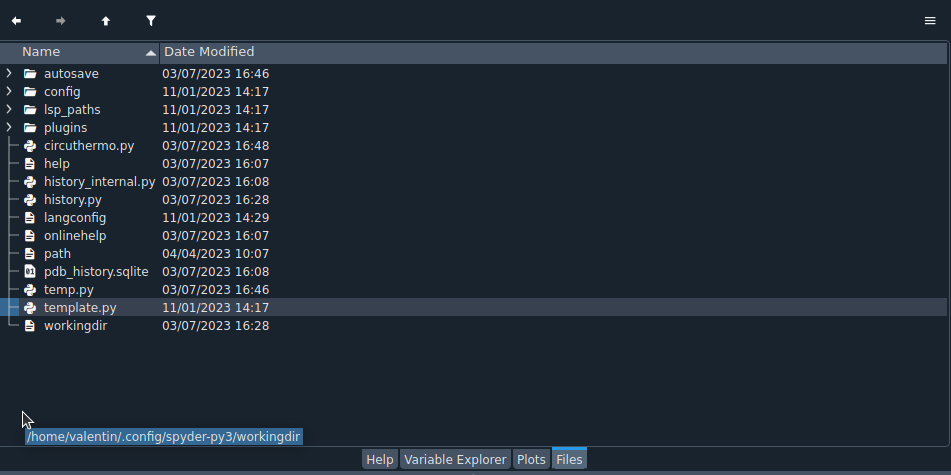 Name Date Modified
autosave 03/07/2023 16:46
config 11/01/2023 14:17
lsp_paths 11/01/2023 14:17
plugins 11/01/2023 14:17
circuthermo.py 03/07/2023 16:48
help 03/07/2023 16:07
history_internal.py 03/07/2023 16:08
history.py 03/07/2023 16:28
langconfig 11/01/2023 14:29
onlinehelp 03/07/2023 16:07
path 04/04/2023 10:07
pdb_history.sqlite 03/07/2023 16:08
temp.py 03/07/2023 16:46
template.py 11/01/2023 14:17
workingdir 03/07/2023 16:28
/home/valentin/.config/spyder-py3/workingdir
Help Variable Explorer Plots Files